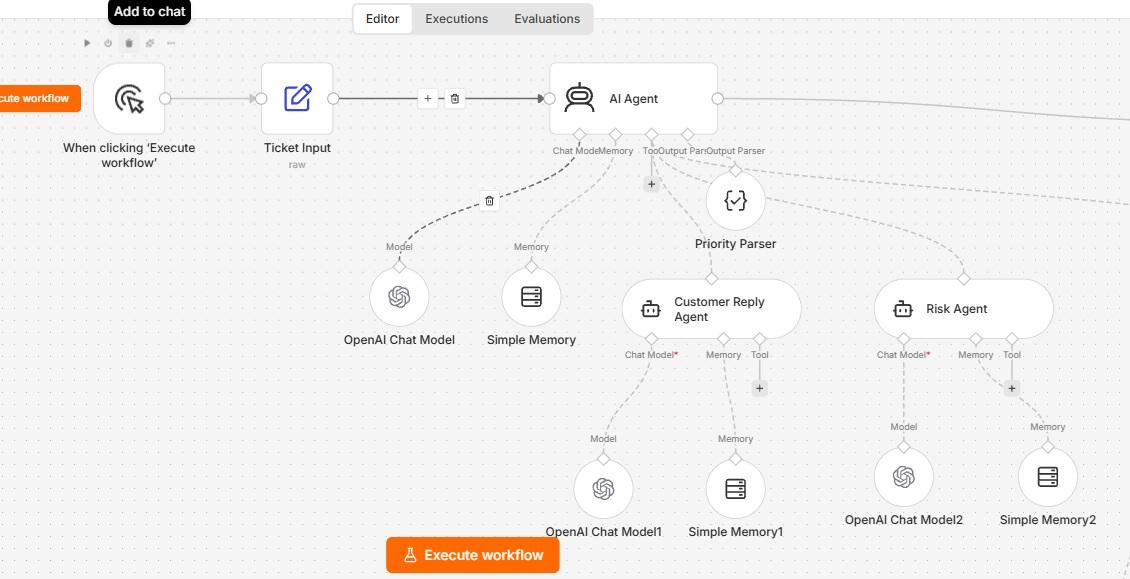 Add to chat
Editor
Executions
Evaluations
cute workflow
When clicking ‘Execute
workflow’
Ticket Input
raw
AI Agent
Chat Mode
Memory
Too
Output Pars
Output Parser
Priority Parser
Model
OpenAI Chat Model
Memory
Simple Memory
Customer Reply
Agent
Chat Model*
Memory
Tool
Risk Agent
Chat Model*
Memory
Tool
Model
OpenAI Chat Model1
Memory
Simple Memory1
Model
OpenAI Chat Model2
Memory
Simple Memory2
Execute workflow